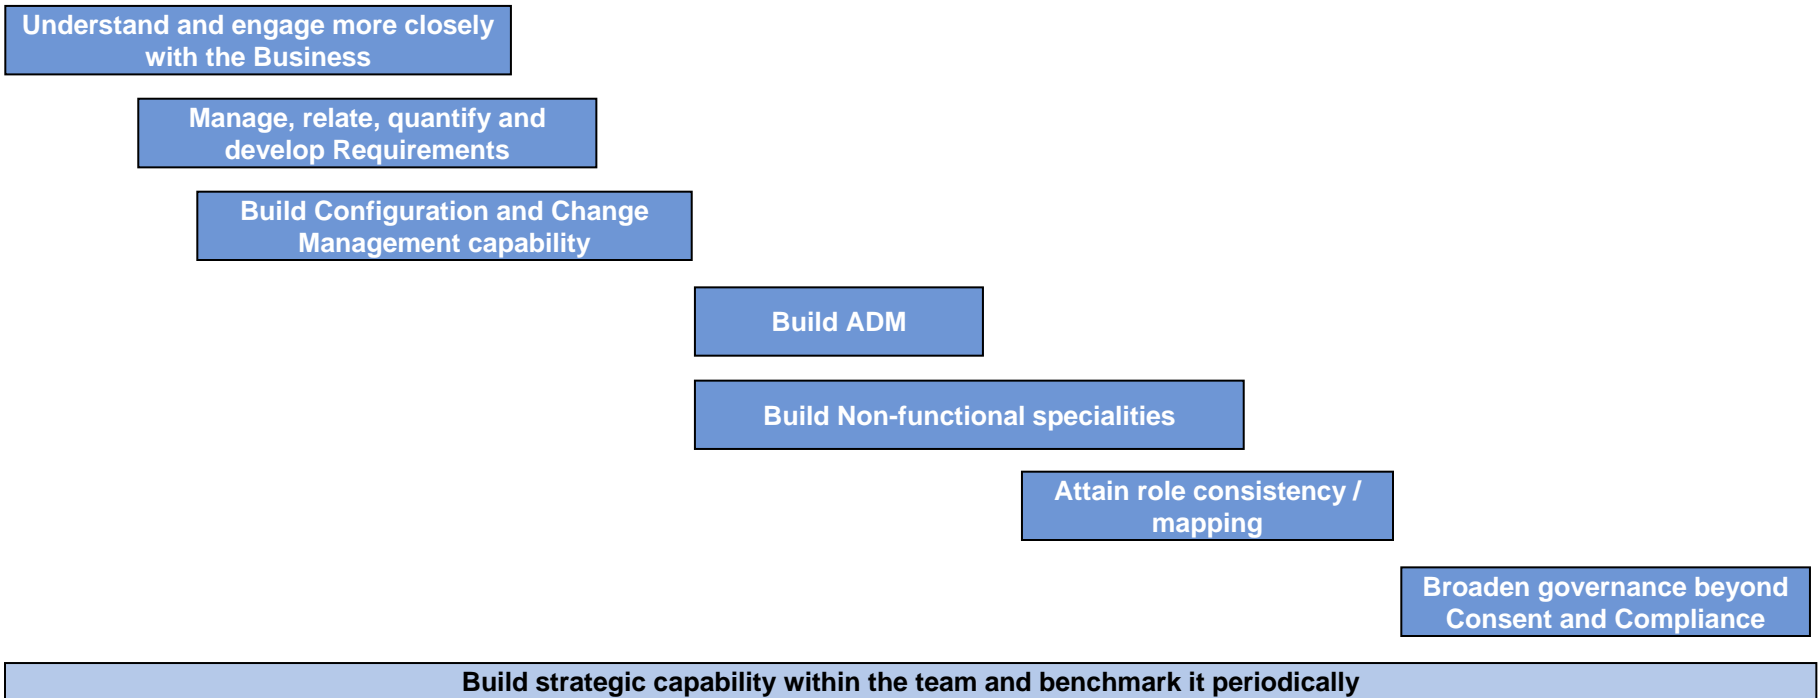 Understand and engage more closely
with the Business
Manage, relate, quantify and
develop Requirements
Build Configuration and Change
Management capability
Build ADM
Build Non-functional specialities
Attain role consistency /
mapping
Broaden governance beyond
Consent and Compliance
Build strategic capability within the team and benchmark it periodically